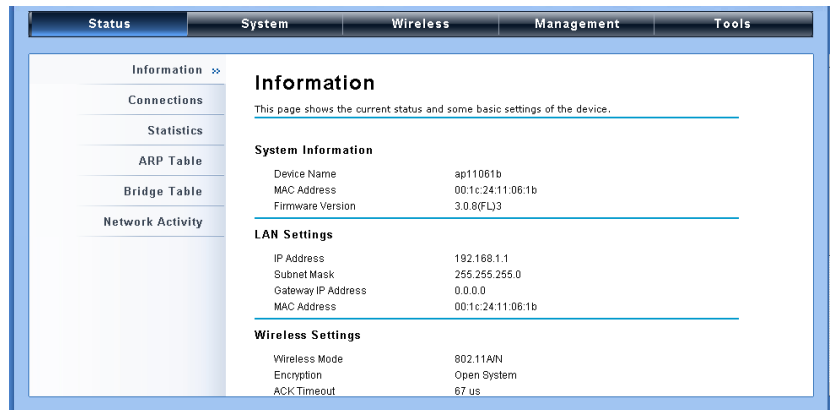 Status System Wireless Management Tools
Information »
Connections
Statistics
ARP Table
Bridge Table
Network Activity
Information
This page shows the current status and some basic settings of the device.
System Information
Device Name ap11061b
MAC Address 00:1c:24:11:06:1b
Firmware Version 3.0.8(FL)3
LAN Settings
IP Address 192.168.1.1
Subnet Mask 255.255.255.0
Gateway IP Address 0.0.0.0
MAC Address 00:1c:24:11:06:1b
Wireless Settings
Wireless Mode 802.11A/N
Encryption Open System
ACK Timeout 67 us